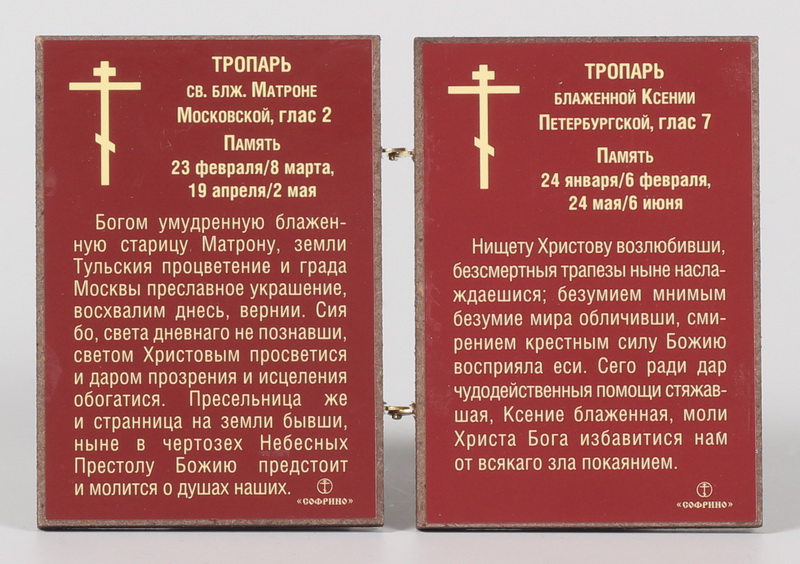 ТРОПАРЬ
св. блж. Матроне
Московской, глас 2
Память
23 февраля/8 марта,
19 апреля/2 мая
Богом умудренную блажен-
ную старицу Матрону, земли
Тульския процветение и града
Москвы преславное украшение,
восхвалим днесь, вернии. Сия
бо, света дневнаго не познавши,
светом Христовым просветися
и даром прозрения и исцеления
обогатися. Пресельница же
и странница на земли бывши,
ныне в чертозех Небесных
Престолу Божию предстоит
и молится о душах наших.
«СОФРИНО»
ТРОПАРЬ
блаженной Ксении
Петербургской, глас 7
Память
24 января/6 февраля,
24 мая/6 июня
Нищету Христову возлюбивши,
безсмертныя трапезы ныне насла-
ждаешися; безумием мнимым
безумие мира обличивши, сми-
рением крестным силу Божию
восприяла еси. Сего ради дар
чудодейственныя помощи стяжав-
шая, Ксение блаженная, моли
Христа Бога избавитися нам
от всякаго зла покаянием.
«СОФРИНО»